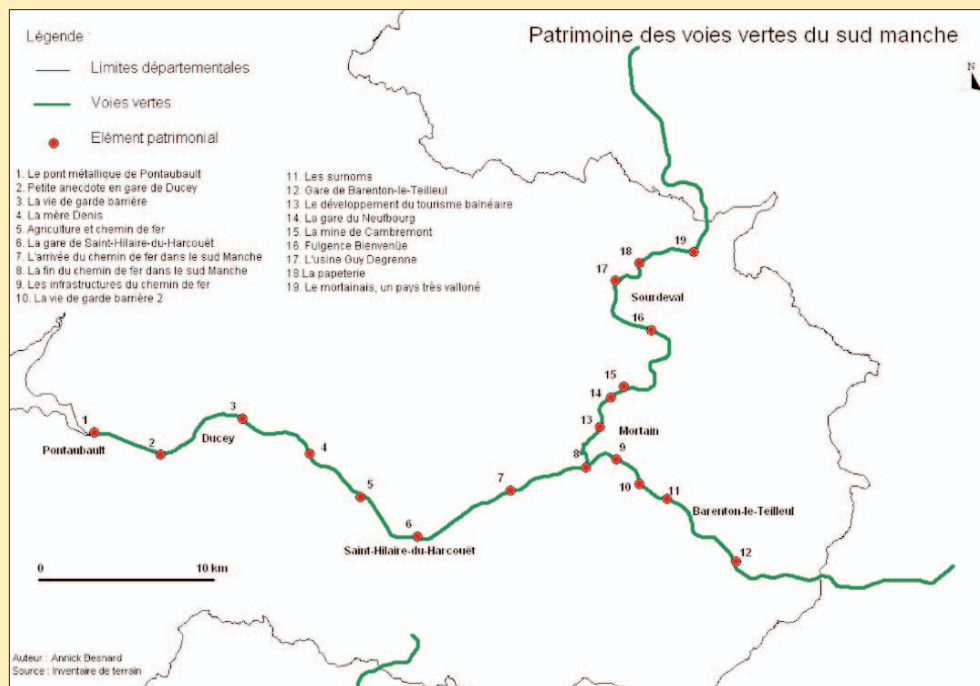 Patrimoine des voies vertes du sud manche
Légende :
Limites départementales
Voies vertes
Elément patrimonial
N
1. Le pont métallique de Pontaubault
2. Petite anecdote en gare de Ducey
3. La vie de garde barrière
4. La mère Denis
5. Agriculture et chemin de fer
6. La gare de Saint-Hilaire-du-Harcouët
7. L'arrivée du chemin de fer dans le sud Manche
8. La fin du chemin de fer dans le sud Manche
9. Les infrastructures du chemin de fer
10. La vie de garde barrière 2
11. Les surnoms
12. Gare de Barenton-le-Teilleul
13. Le développement du tourisme balnéaire
14. La gare du Neufbourg
15. La mine de Cambremont
16. Fulgence Bienvenüe
17. L'usine Guy Degrenne
18. La papeterie
19. Le mortainais, un pays très valloné
19
18
17
Sourdeval
16
15
14
13
Mortain
1
Pontaubault
2
Ducey
3
4
5
6
Saint-Hilaire-du-Harcouët
7
8
9
10
11
Barenton-le-Teilleul
12
0 10 km
Auteur : Annick Besnard
Source : Inventaire de terrain